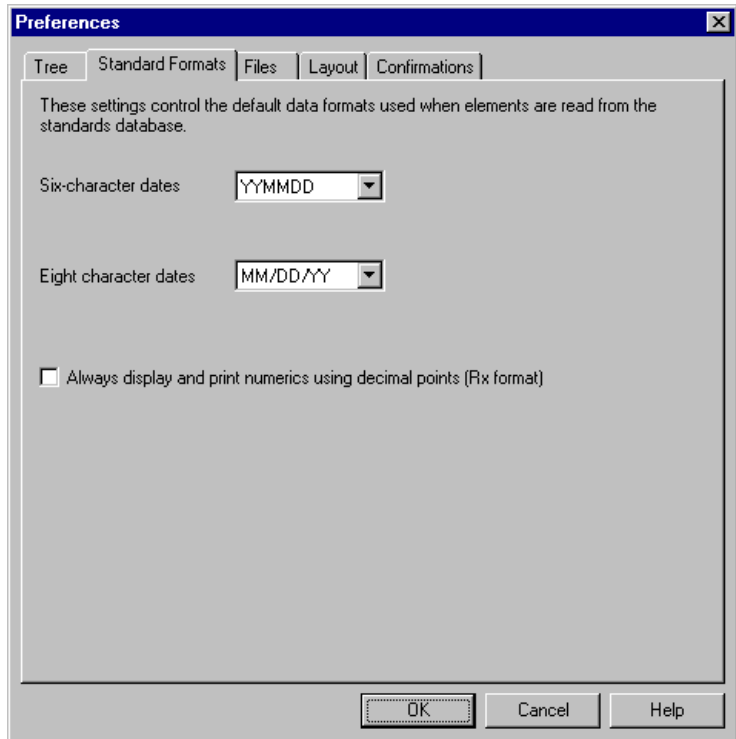 Preferences
Tree Standard Formats Files Layout Confirmations
These settings control the default data formats used when elements are read from the
standards database.
Six-character dates YYMMDD
Eight character dates MM/DD/YY
Always display and print numerics using decimal points (Rx format)
OK Cancel Help